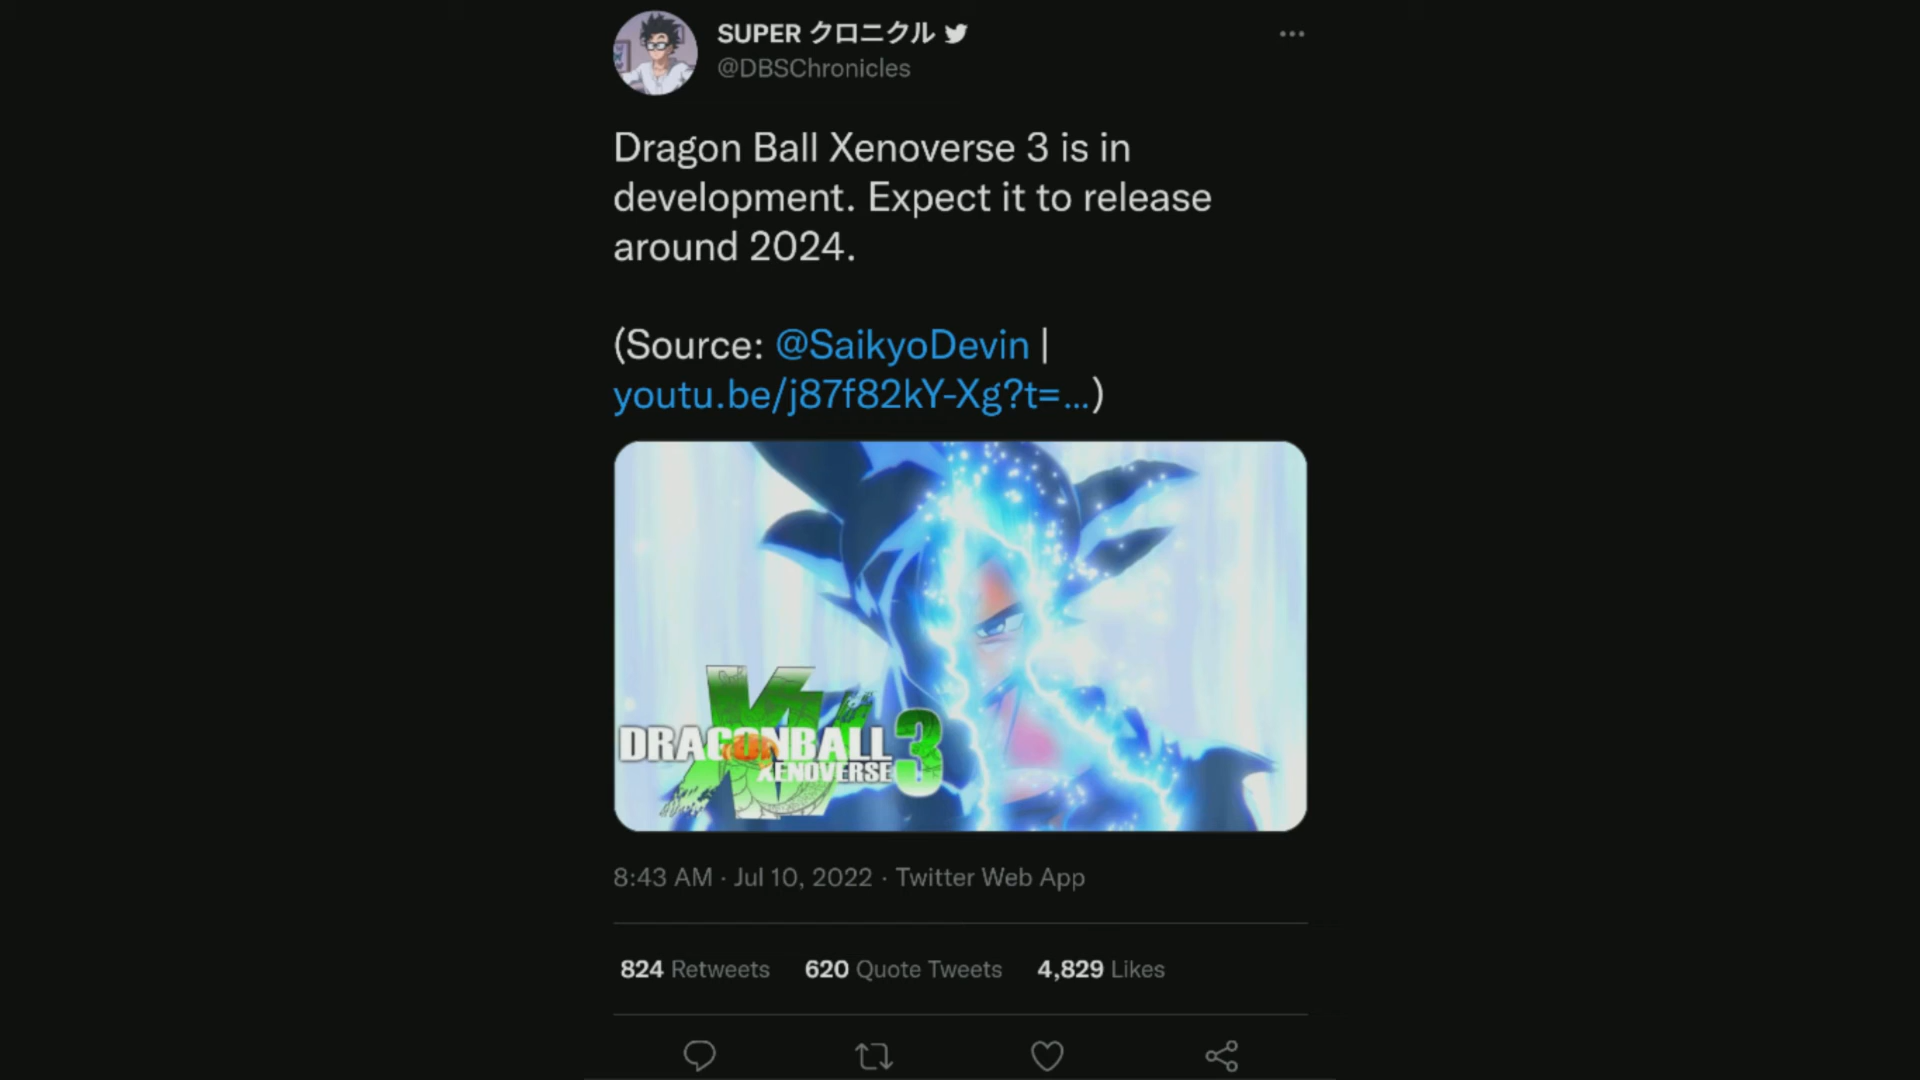 SUPER クロニクル
@DBSChronicles
Dragon Ball Xenoverse 3 is in
development. Expect it to release
around 2024.
(Source: @SaikyoDevin |
youtu.be/j87f82kY-Xg?t=...)
DRAGONBALL
XENOVERSE 3
8:43 AM · Jul 10, 2022 · Twitter Web App
824 Retweets 620 Quote Tweets 4,829 Likes